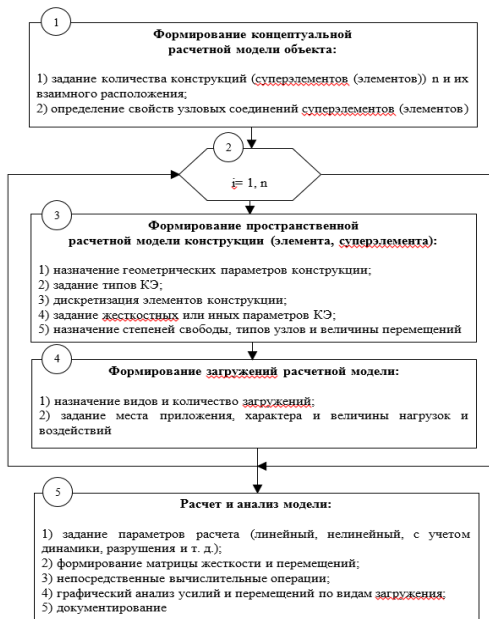 1
Формирование концептуальной
расчетной модели объекта:
1) задание количества конструкций (суперэлементов (элементов)) n и их
взаимного расположения;
2) определение свойств узловых соединений суперэлементов (элементов)
2
i= 1, n
3
Формирование пространственной
расчетной модели конструкции (элемента, суперэлемента):
1) назначение геометрических параметров конструкции;
2) задание типов КЭ;
3) дискретизация элементов конструкции;
4) задание жесткостных или иных параметров КЭ;
5) назначение степеней свободы, типов узлов и величины перемещений
4
Формирование загружений расчетной модели:
1) назначение видов и количество загружений;
2) задание места приложения, характера и величины нагрузок и
воздействий
5
Расчет и анализ модели:
1) задание параметров расчета (линейный, нелинейный, с учетом
динамики, разрушения и т. д.);
2) формирование матрицы жесткости и перемещений;
3) непосредственные вычислительные операции;
4) графический анализ усилий и перемещений по видам загружения;
5) документирование